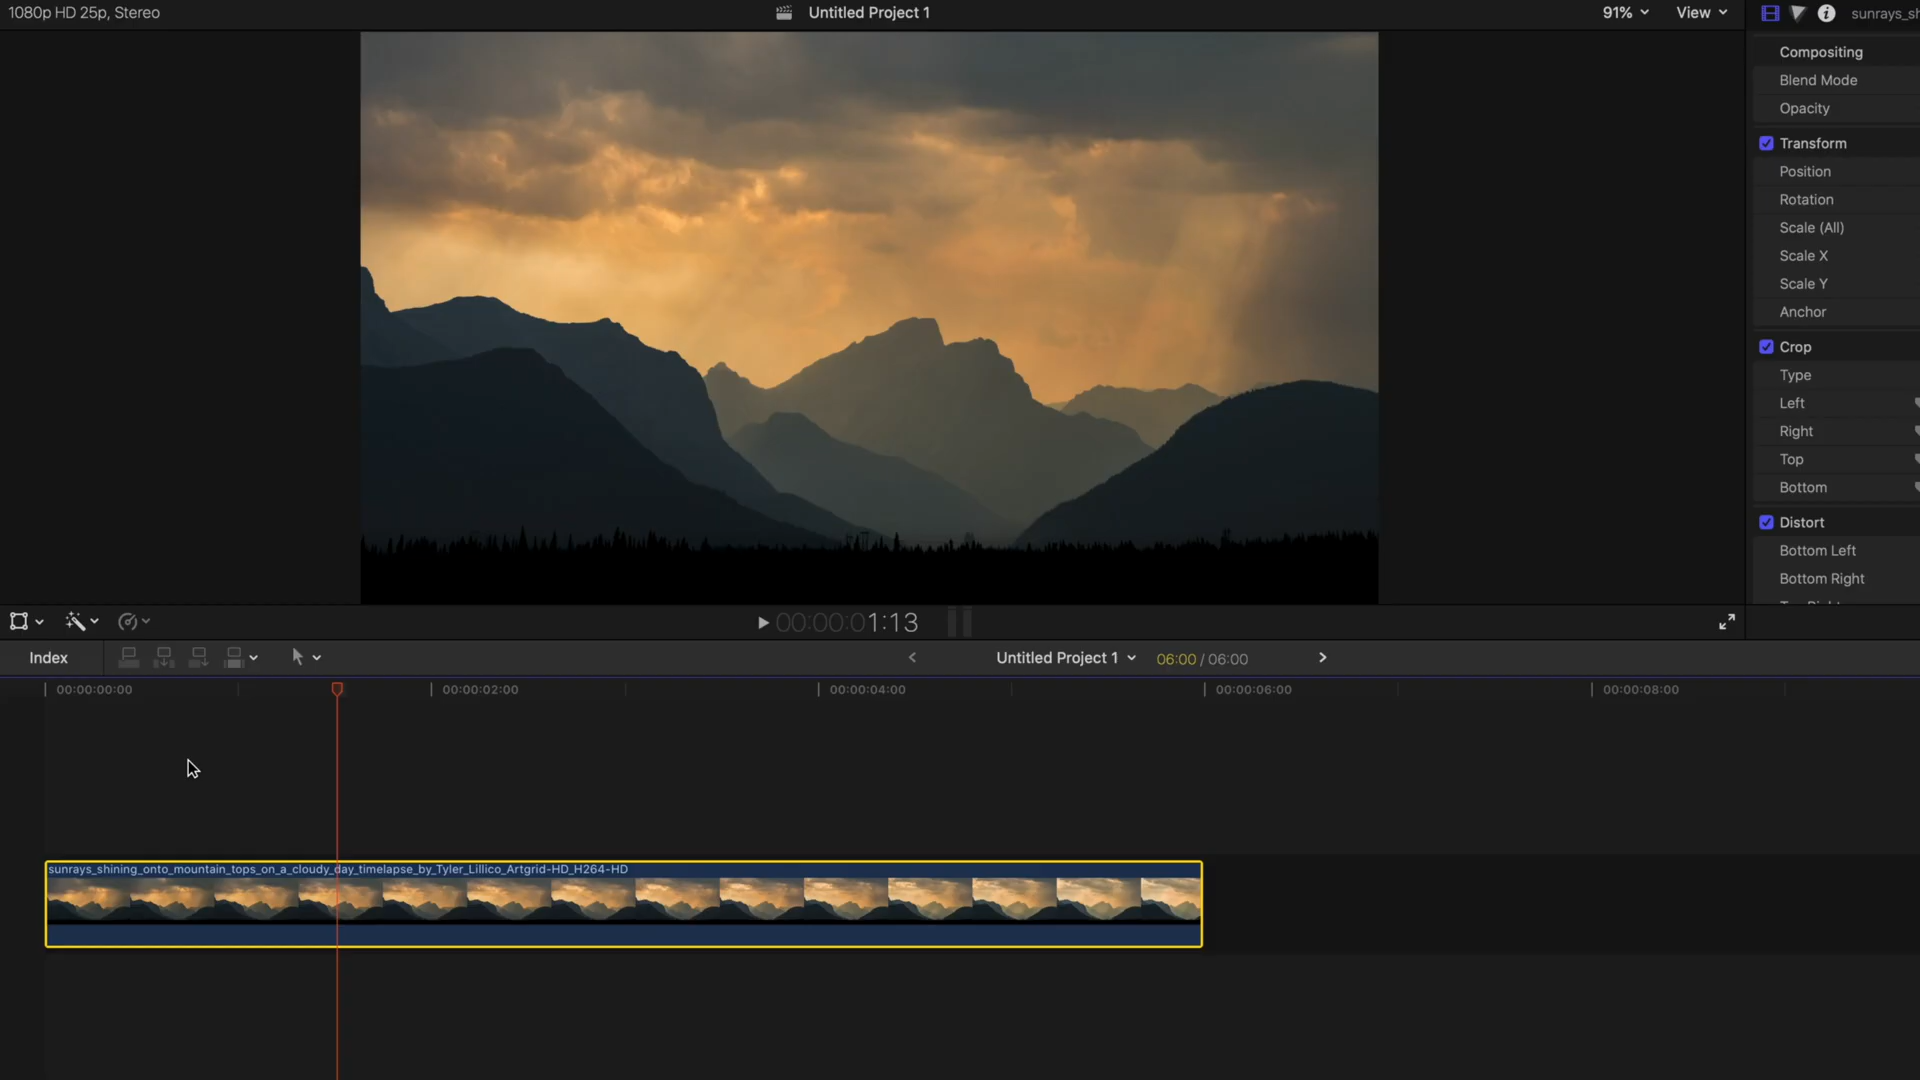 1080p HD 25p, Stereo
Untitled Project 1
91%
View
sunrays_sh
Compositing
Blend Mode
Opacity
Transform
Position
Rotation
Scale (All)
Scale X
Scale Y
Anchor
Crop
Type
Left
Right
Top
Bottom
Distort
Bottom Left
Bottom Right
00:00:01:13
Index
Untitled Project 1
06:00 / 06:00
00:00:00:00
00:00:02:00
00:00:04:00
00:00:06:00
00:00:08:00
sunrays_shining_onto_mountain_tops_on_a_cloudy_day_timelapse_by_Tyler_Lillico_Artgrid-HD_H264-HD